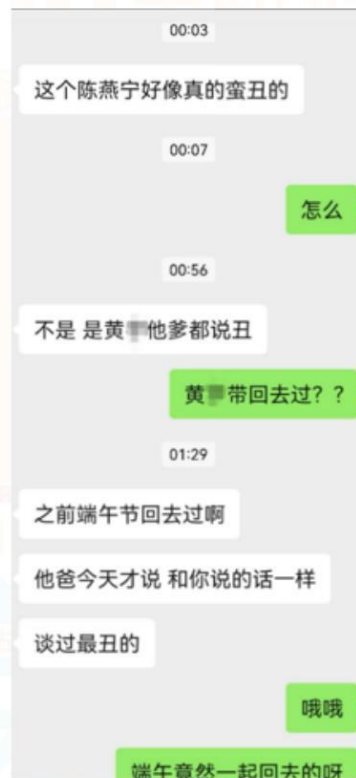 00:03
这个陈燕宁好像真的蛮丑的
00:07
怎么
00:56
不是 是黄 他爹都说丑
黄 带回去过？？
01:29
之前端午节回去过啊
他爸今天才说 和你说的话一样
谈过最丑的
哦哦
端午竟然一起回去的呀